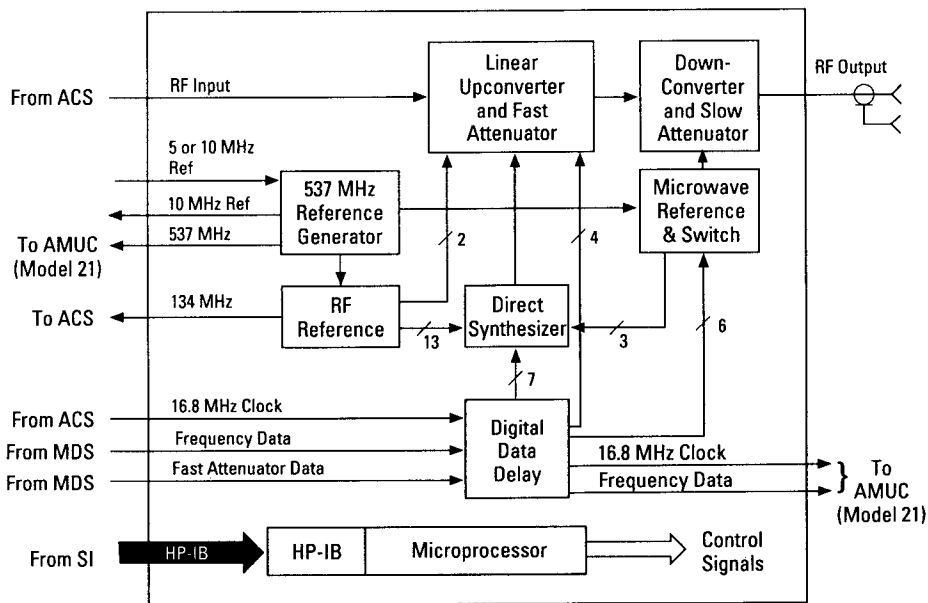 Linear
Upconverter
and Fast
Attenuator
Down-
Converter
and Slow
Attenuator
RF Output
From ACS
RF Input
5 or 10 MHz
Ref
10 MHz Ref
537 MHz
To AMUC
(Model 21)
537 MHz
Reference
Generator
Microwave
Reference
& Switch
2
4
134 MHz
To ACS
RF
Reference
13
Direct
Synthesizer
3
6
7
From ACS
16.8 MHz Clock
From MDS
Frequency Data
From MDS
Fast Attenuator Data
Digital
Data
Delay
16.8 MHz Clock
Frequency Data
To
AMUC
(Model 21)
From SI
HP-IB
HP-IB
Microprocessor
Control
Signals